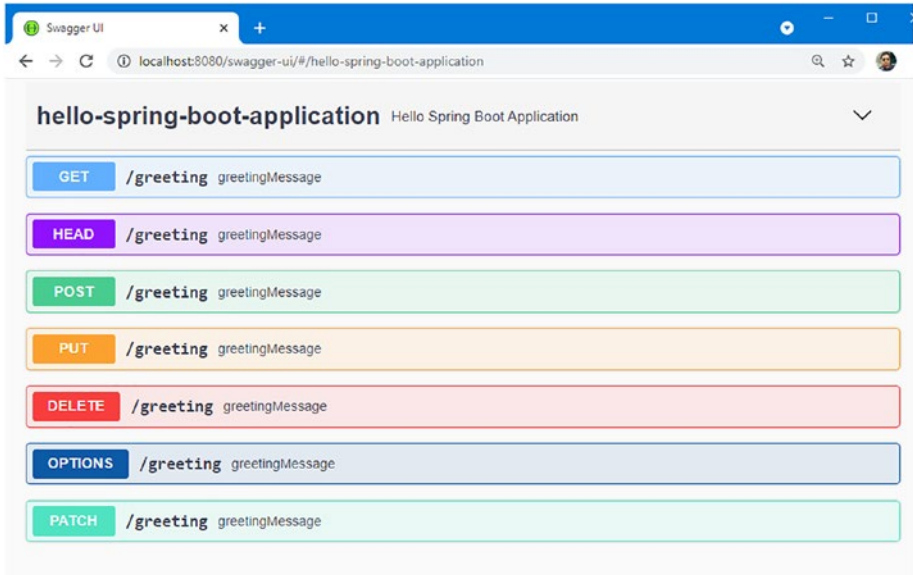 Swagger UI
localhost:8080/swagger-ui/#/hello-spring-boot-application
hello-spring-boot-application Hello Spring Boot Application
GET /greeting greetingMessage
HEAD /greeting greetingMessage
POST /greeting greetingMessage
PUT /greeting greetingMessage
DELETE /greeting greetingMessage
OPTIONS /greeting greetingMessage
PATCH /greeting greetingMessage